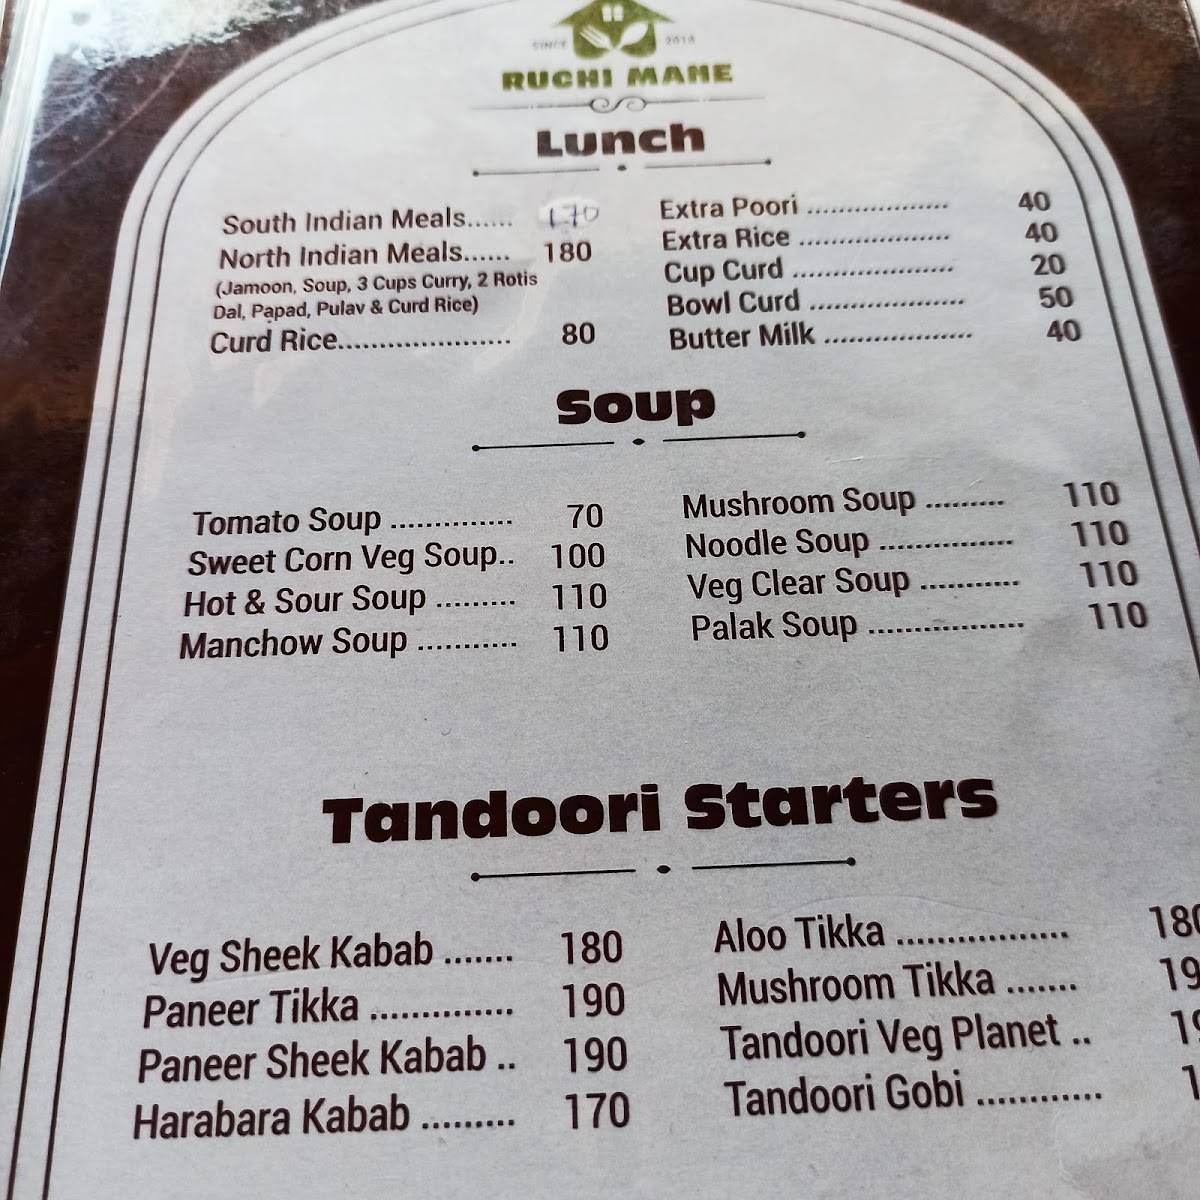 SINCE 2018
RUCHI MANE
Lunch
South Indian Meals...... 170
North Indian Meals...... 180
(Jamoon, Soup, 3 Cups Curry, 2 Rotis
Dal, Papad, Pulav & Curd Rice)
Curd Rice...................... 80
Extra Poori .................. 40
Extra Rice ................... 40
Cup Curd .................... 20
Bowl Curd ................... 50
Butter Milk ................... 40
Soup
Tomato Soup .............. 70
Sweet Corn Veg Soup.. 100
Hot & Sour Soup ......... 110
Manchow Soup ........... 110
Mushroom Soup ......... 110
Noodle Soup ............... 110
Veg Clear Soup ........... 110
Palak Soup ................. 110
Tandoori Starters
Veg Sheek Kabab ....... 180
Paneer Tikka .............. 190
Paneer Sheek Kabab .. 190
Harabara Kabab ......... 170
Aloo Tikka ................. 180
Mushroom Tikka ....... 19
Tandoori Veg Planet .. 19
Tandoori Gobi ............ 1